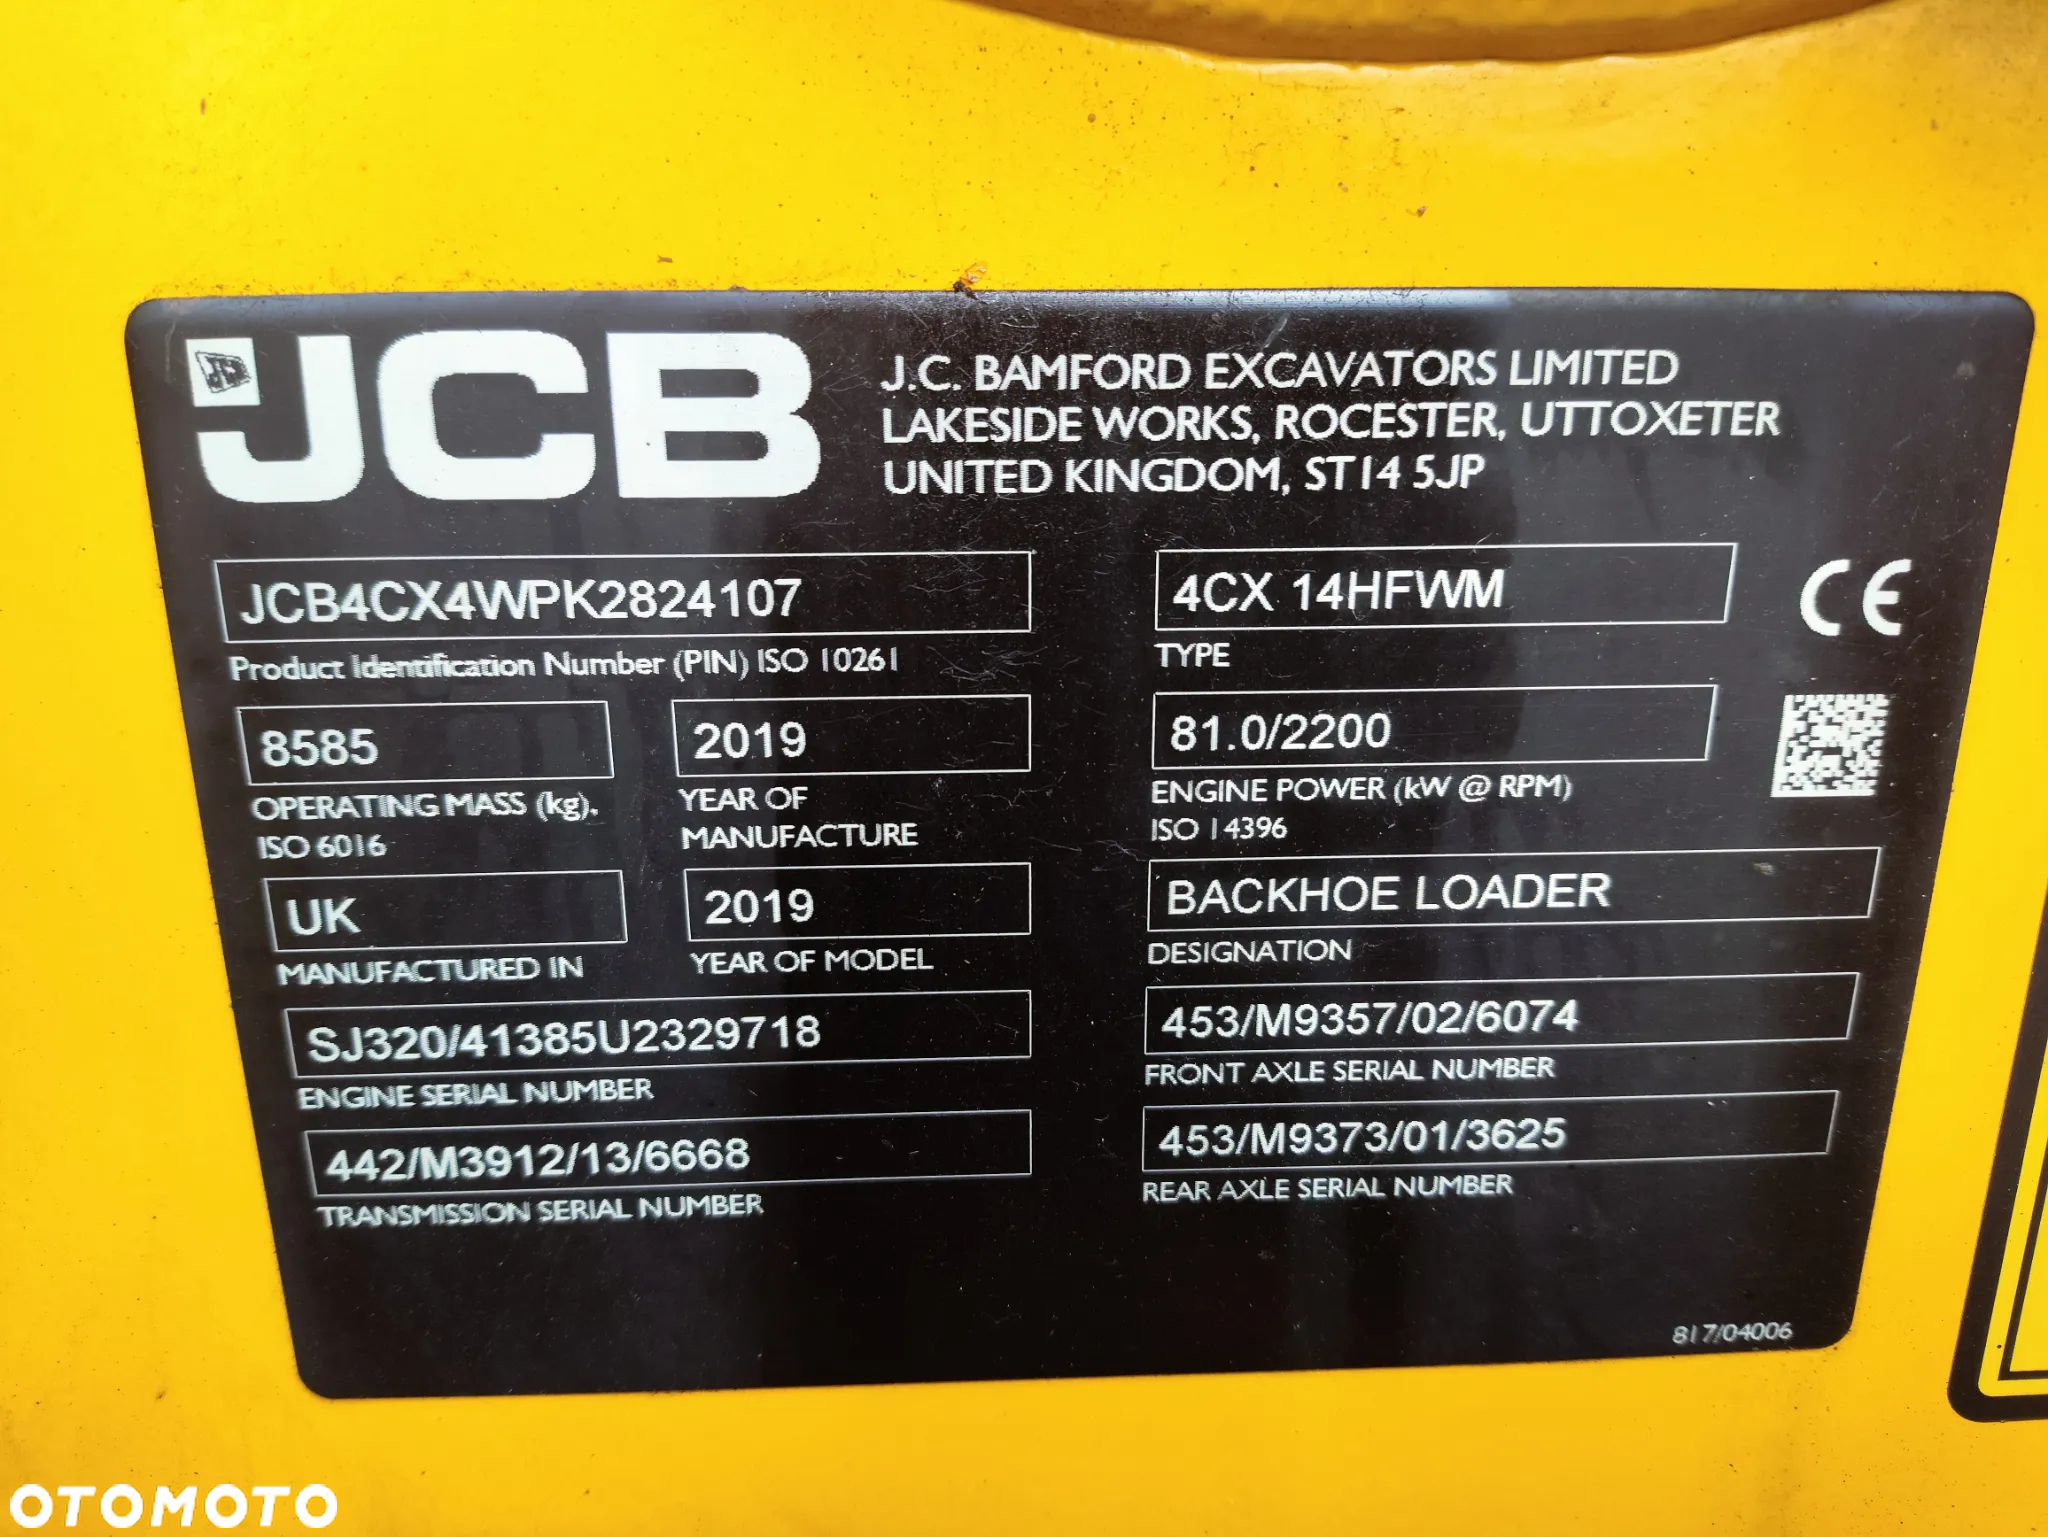 JCB
J.C. BAMFORD EXCAVATORS LIMITED
LAKESIDE WORKS, ROCESTER, UTTOXETER
UNITED KINGDOM, ST14 5JP
JCB4CX4WPK2824107
Product Identification Number (PIN) ISO 10261
4CX 14HFWM
TYPE
CE
8585
OPERATING MASS (kg),
ISO 6016
2019
YEAR OF
MANUFACTURE
81.0/2200
ENGINE POWER (kW @ RPM)
ISO 14396
UK
MANUFACTURED IN
2019
YEAR OF MODEL
BACKHOE LOADER
DESIGNATION
SJ320/41385U2329718
ENGINE SERIAL NUMBER
453/M9357/02/6074
FRONT AXLE SERIAL NUMBER
442/M3912/13/6668
TRANSMISSION SERIAL NUMBER
453/M9373/01/3625
REAR AXLE SERIAL NUMBER
817/04006
OTOMOTO